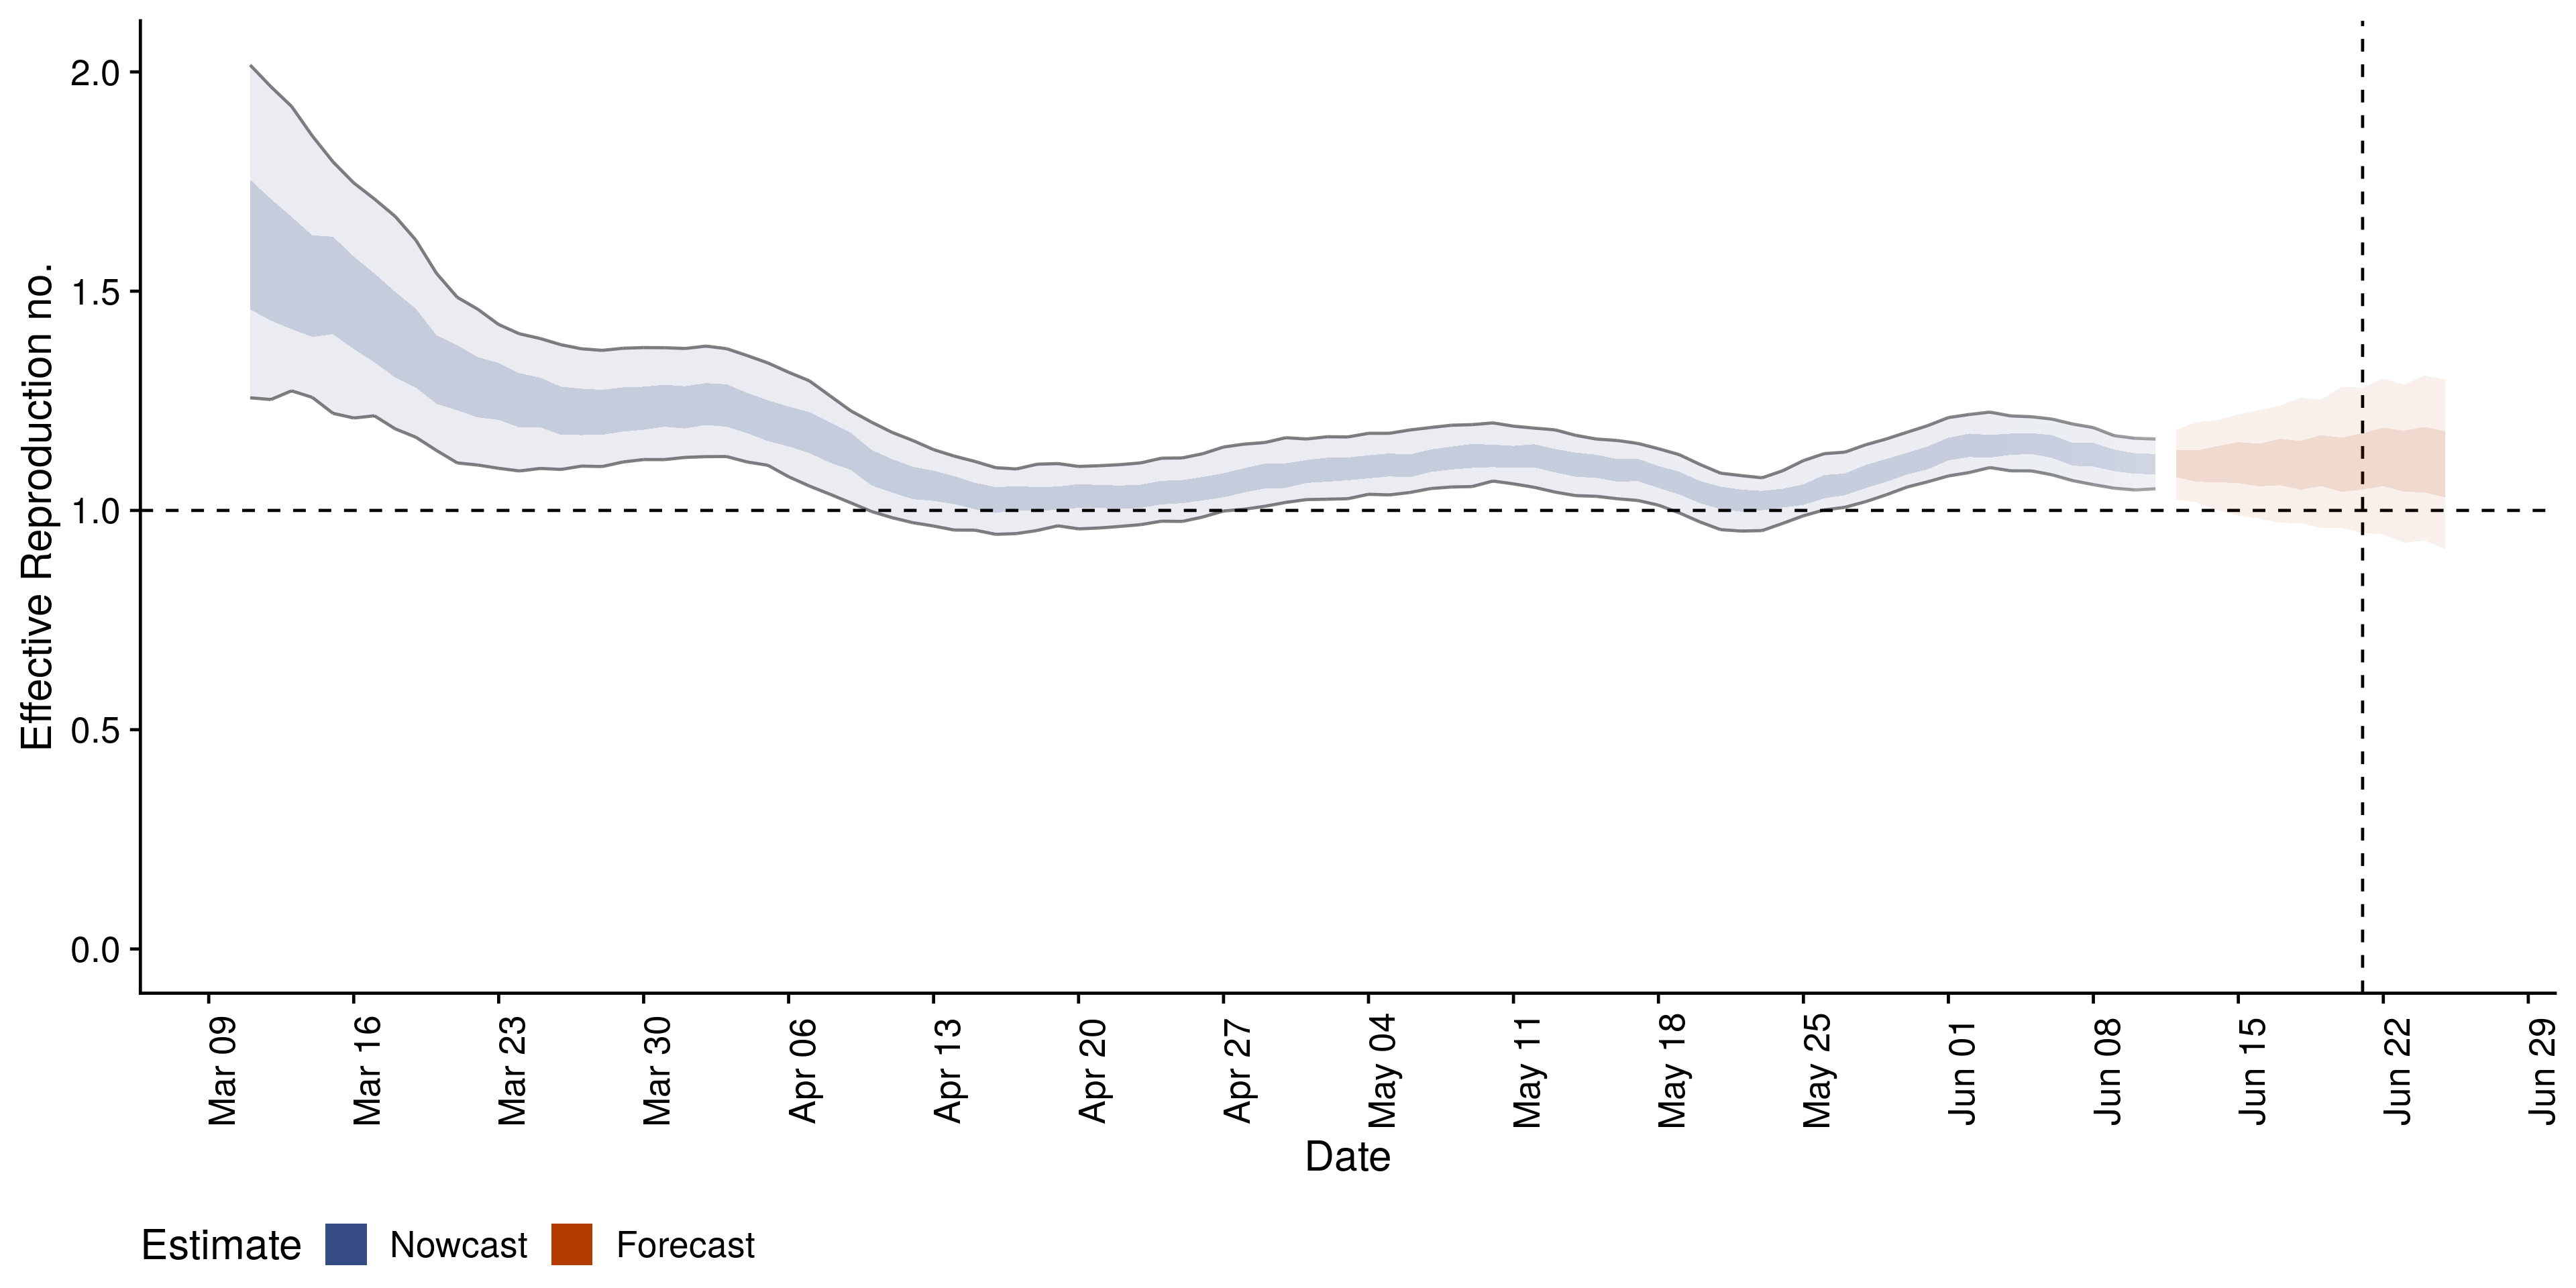 Effective Reproduction no.
2.0
1.5
1.0
0.5
0.0
Mar 09
Mar 16
Mar 23
Mar 30
Apr 06
Apr 13
Apr 20
Apr 27
May 04
May 11
May 18
May 25
Jun 01
Jun 08
Jun 15
Jun 22
Jun 29
Date
Estimate Nowcast Forecast